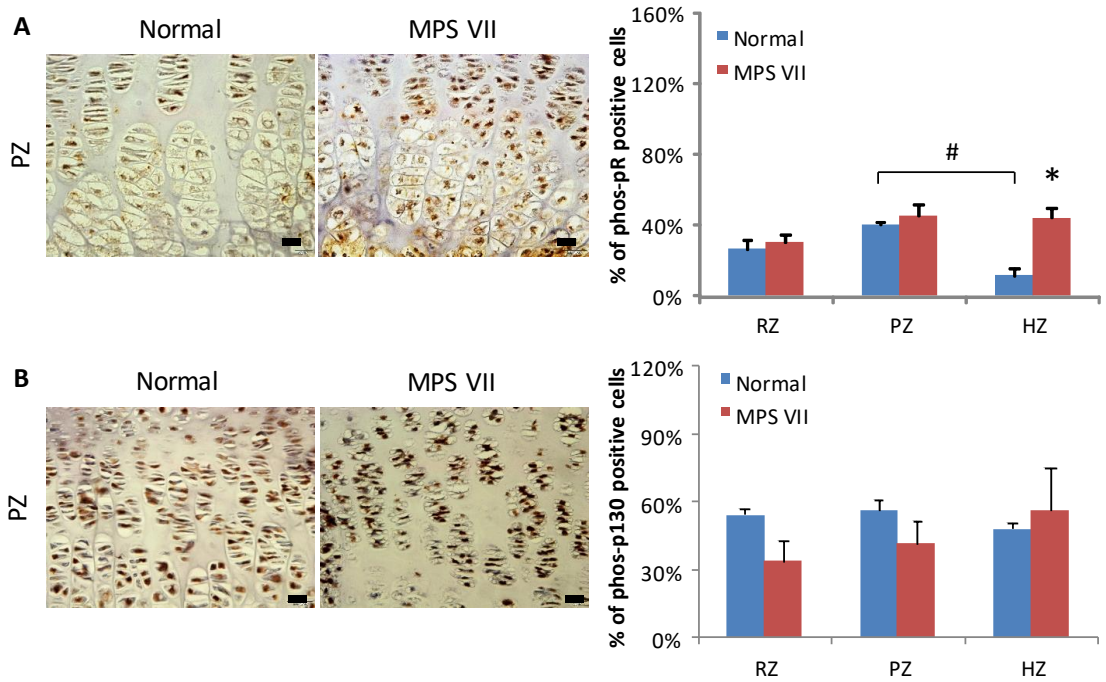 A
Normal
MPS VII
PZ
% of phos-pR positive cells
160%
120%
80%
40%
0%
Normal
MPS VII
#
*
RZ
PZ
HZ
B
Normal
MPS VII
PZ
% of phos-p130 positive cells
120%
90%
60%
30%
0%
Normal
MPS VII
RZ
PZ
HZ